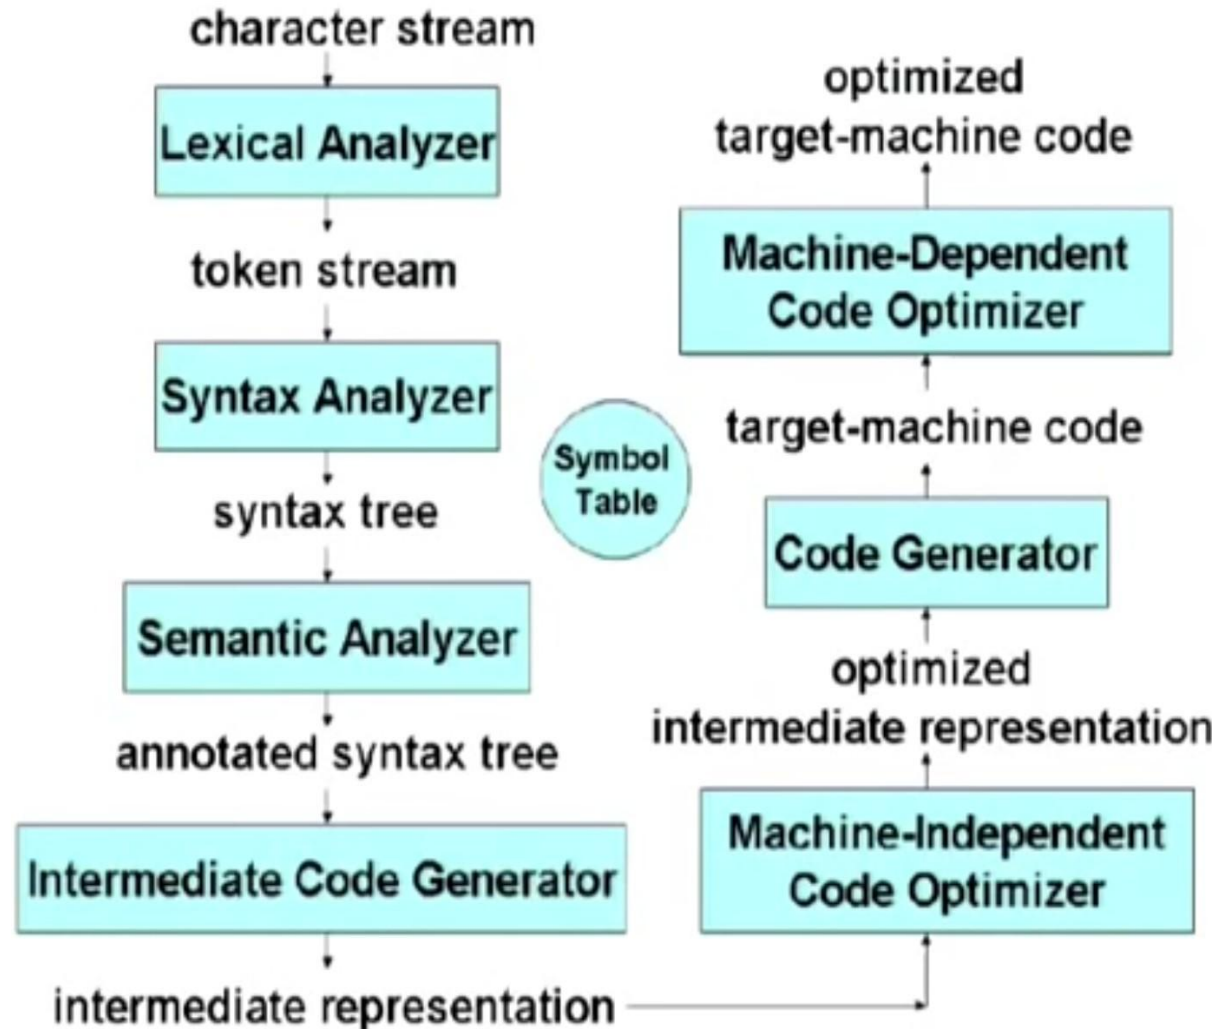 character stream
Lexical Analyzer
token stream
Syntax Analyzer
syntax tree
Semantic Analyzer
annotated syntax tree
Intermediate Code Generator
intermediate representation
Symbol
Table
optimized
target-machine code
Machine-Dependent
Code Optimizer
target-machine code
Code Generator
optimized
intermediate representation
Machine-Independent
Code Optimizer